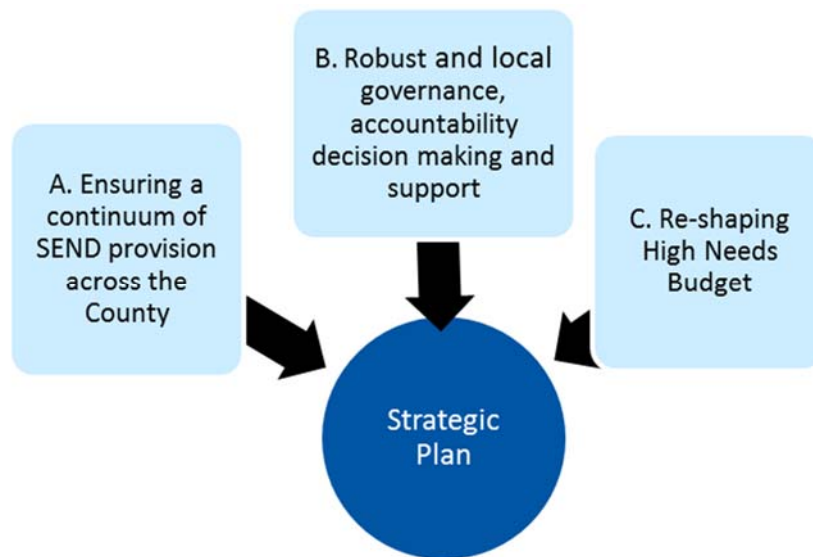 A. Ensuring a
continuum of
SEND provision
across the
County
B. Robust and local
governance,
accountability
decision making and
support
C. Re-shaping
High Needs
Budget
Strategic
Plan